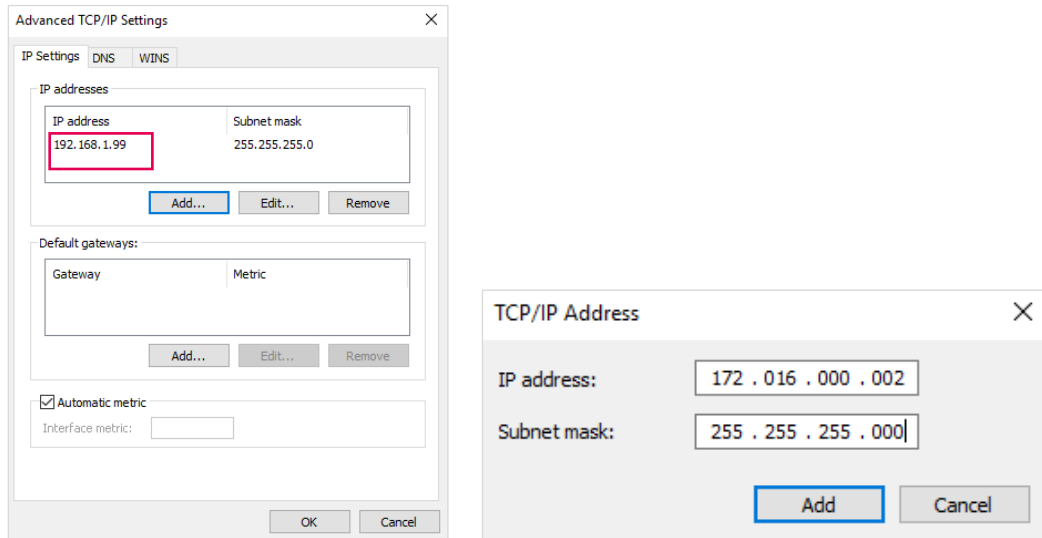 Advanced TCP/IP Settings
IP Settings DNS WINS
IP addresses
IP address Subnet mask
192.168.1.99 255.255.255.0
Add... Edit... Remove
Default gateways:
Gateway Metric
Add... Edit... Remove
Automatic metric
Interface metric:
OK Cancel
TCP/IP Address
IP address: 172 . 016 . 000 . 002
Subnet mask: 255 . 255 . 255 . 000
Add Cancel